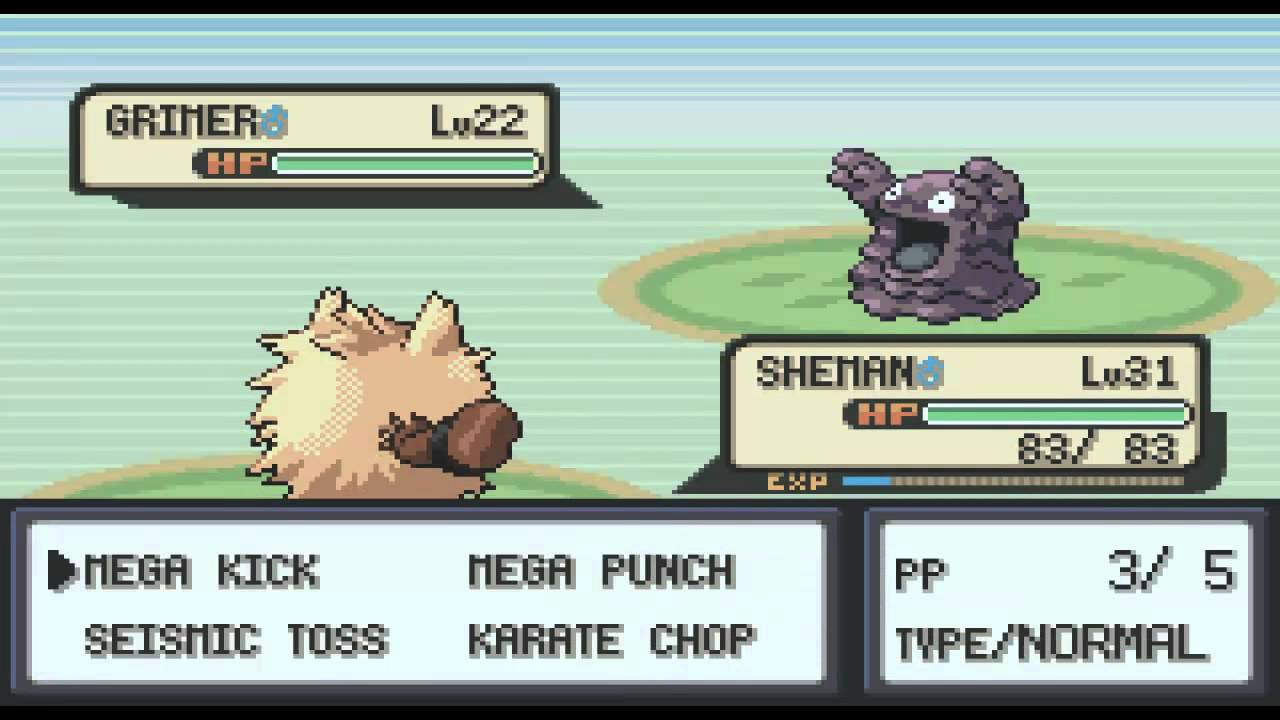 GRIMER♂ Lv22
HP
SHEMAN♂ Lv31
HP
83/ 83
EXP
▶MEGA KICK MEGA PUNCH
SEISMIC TOSS KARATE CHOP
PP 3/ 5
TYPE/NORMAL